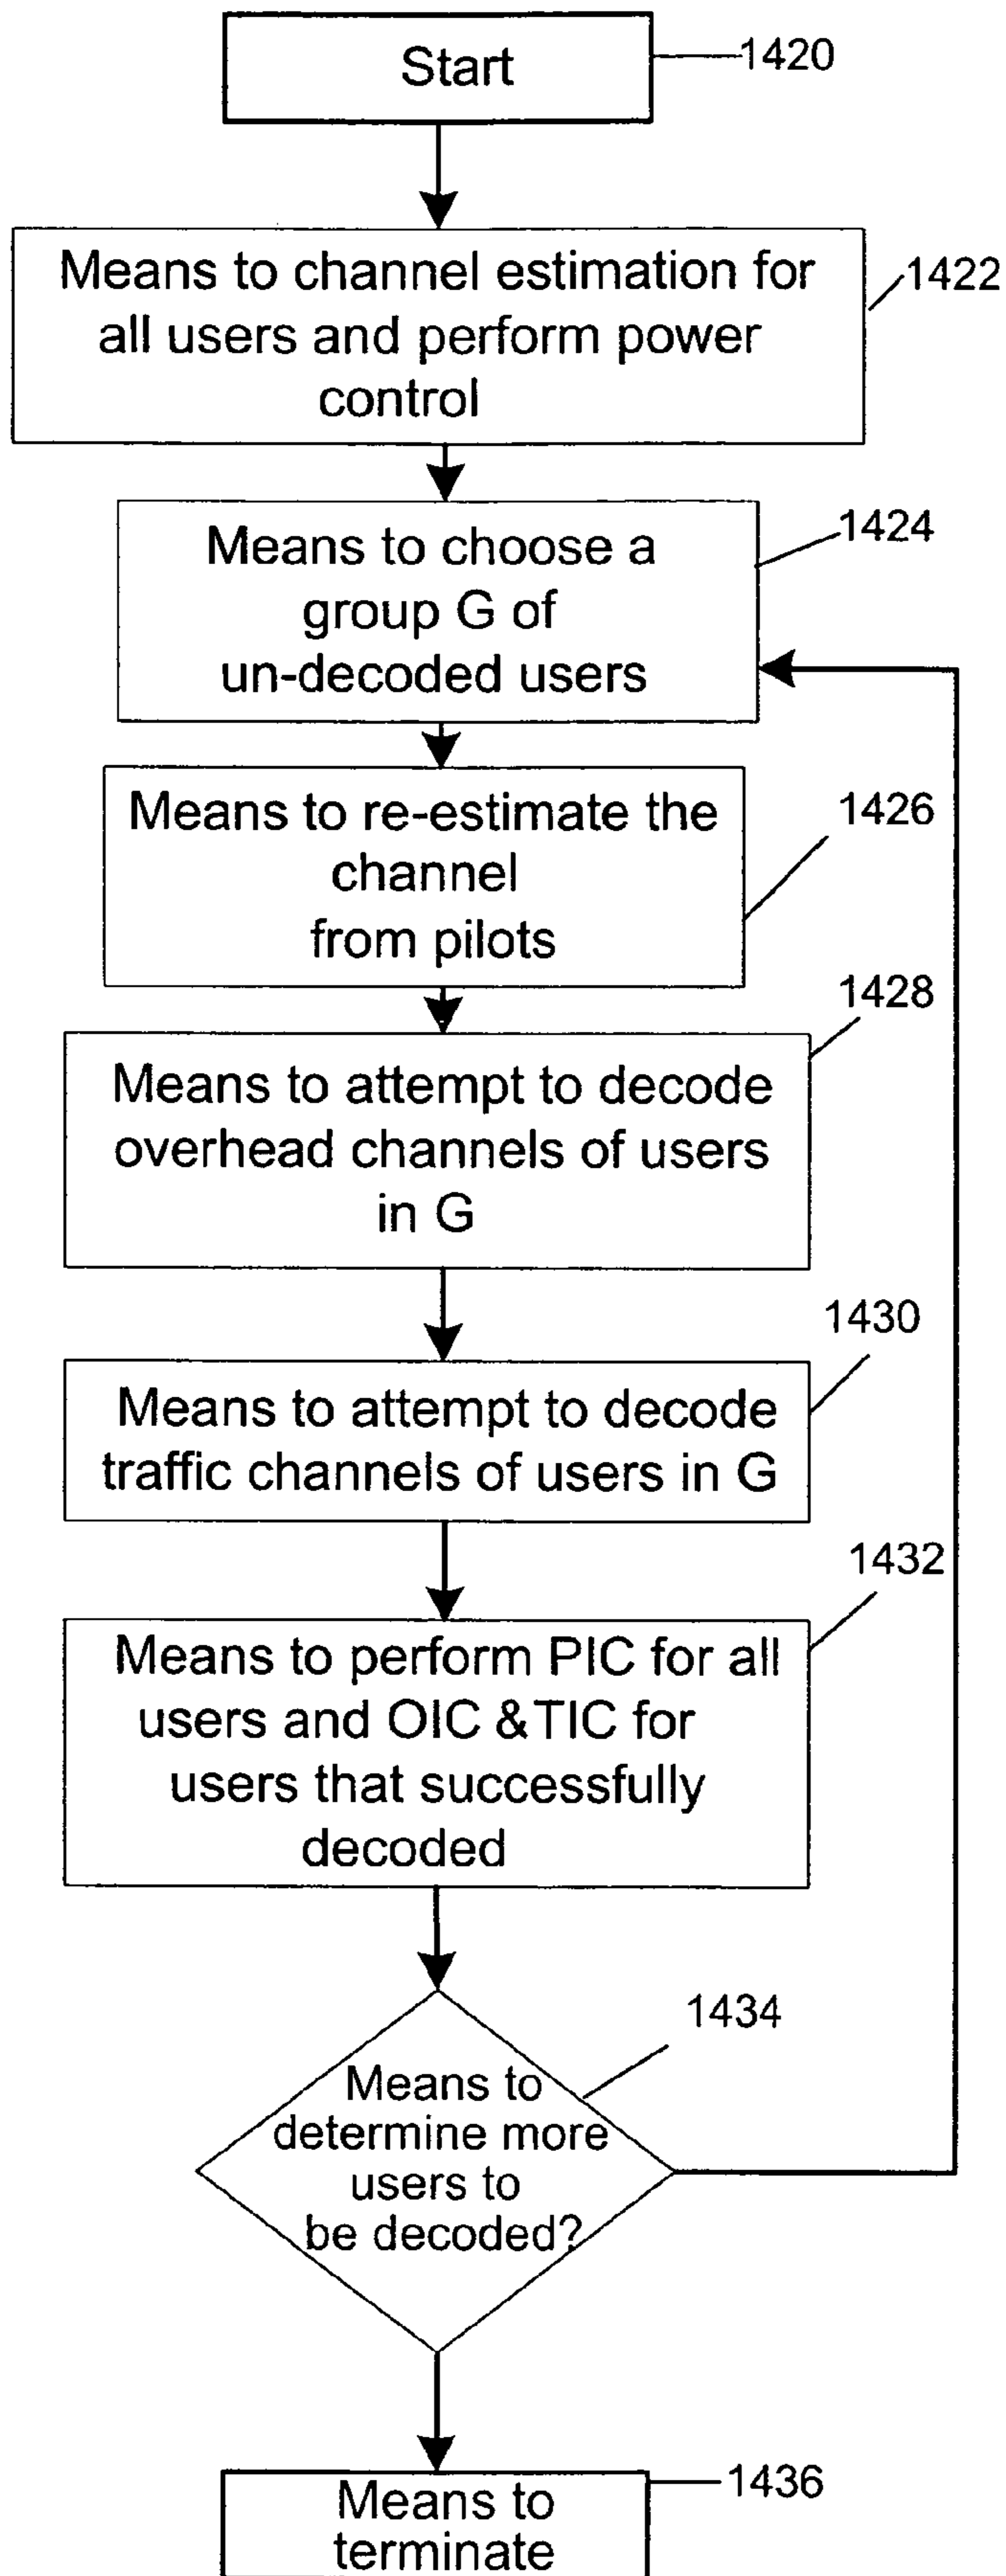 Start
1420
Means to channel estimation for
all users and perform power
control
1422
Means to choose a
group G of
un-decoded users
1424
Means to re-estimate the
channel
from pilots
1426
1428
Means to attempt to decode
overhead channels of users
in G
1430
Means to attempt to decode
traffic channels of users in G
1432
Means to perform PIC for all
users and OIC &TIC for
users that successfully
decoded
1434
Means to
determine more
users to
be decoded?
Means to
terminate
1436